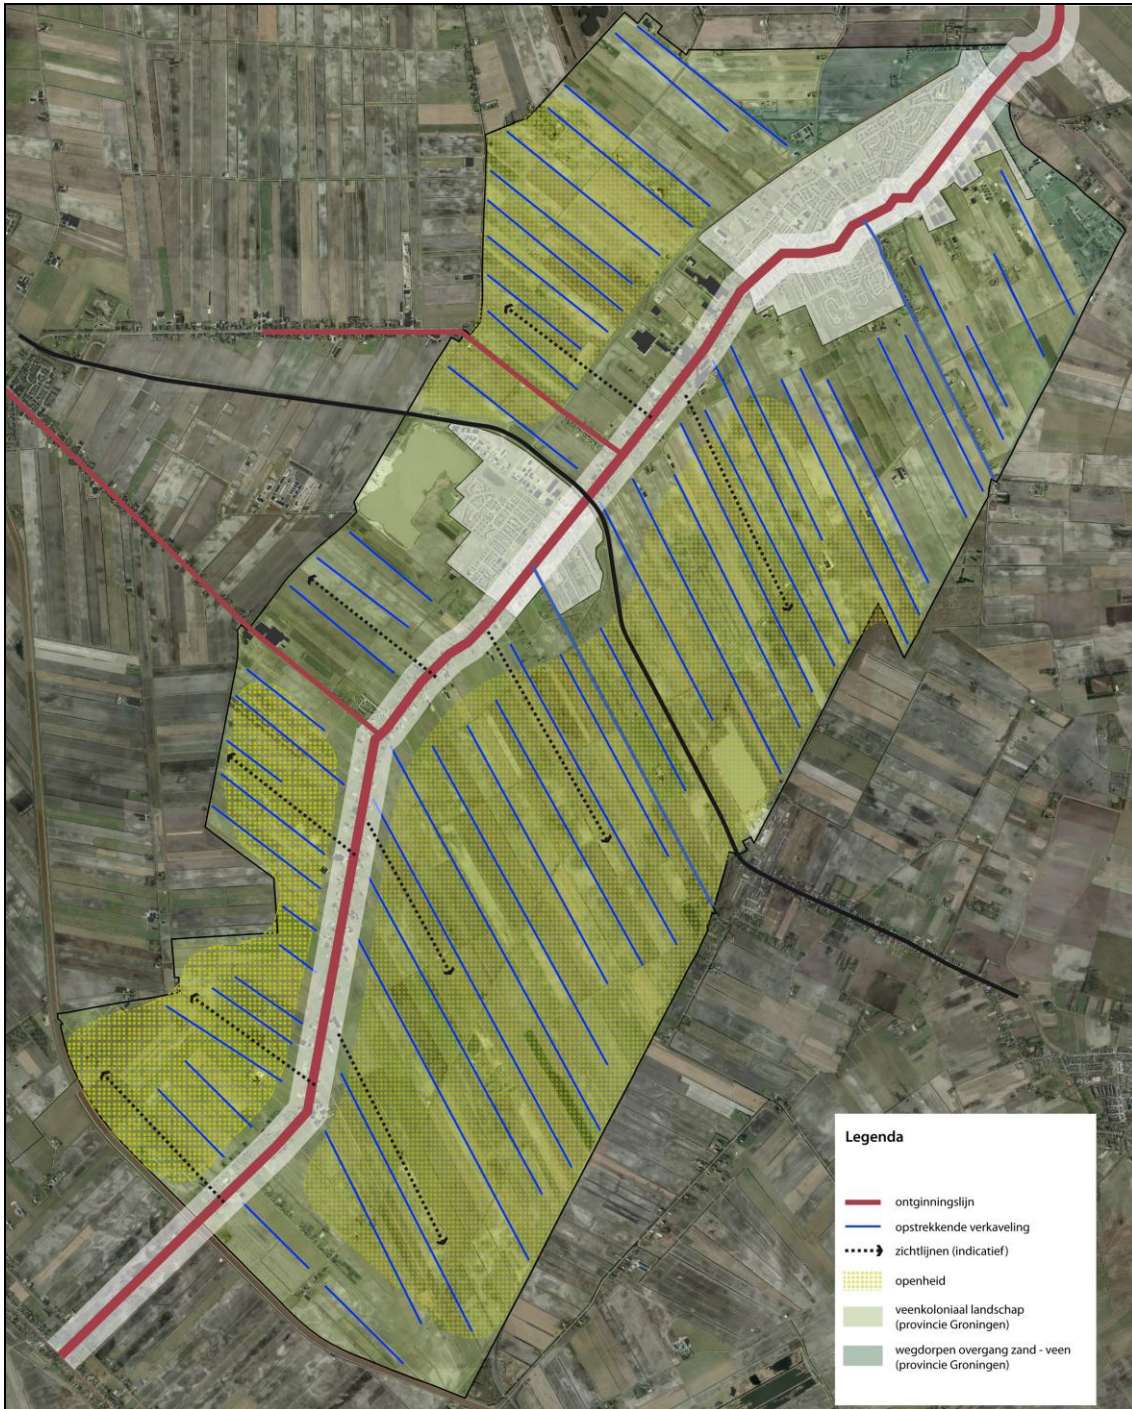 Legenda
ontginningslijn
opstrekkende verkaveling
zichtlijnen (indicatief)
openheid
veenkoloniaal landschap
(provincie Groningen)
wegdorpen overgang zand - veen
(provincie Groningen)